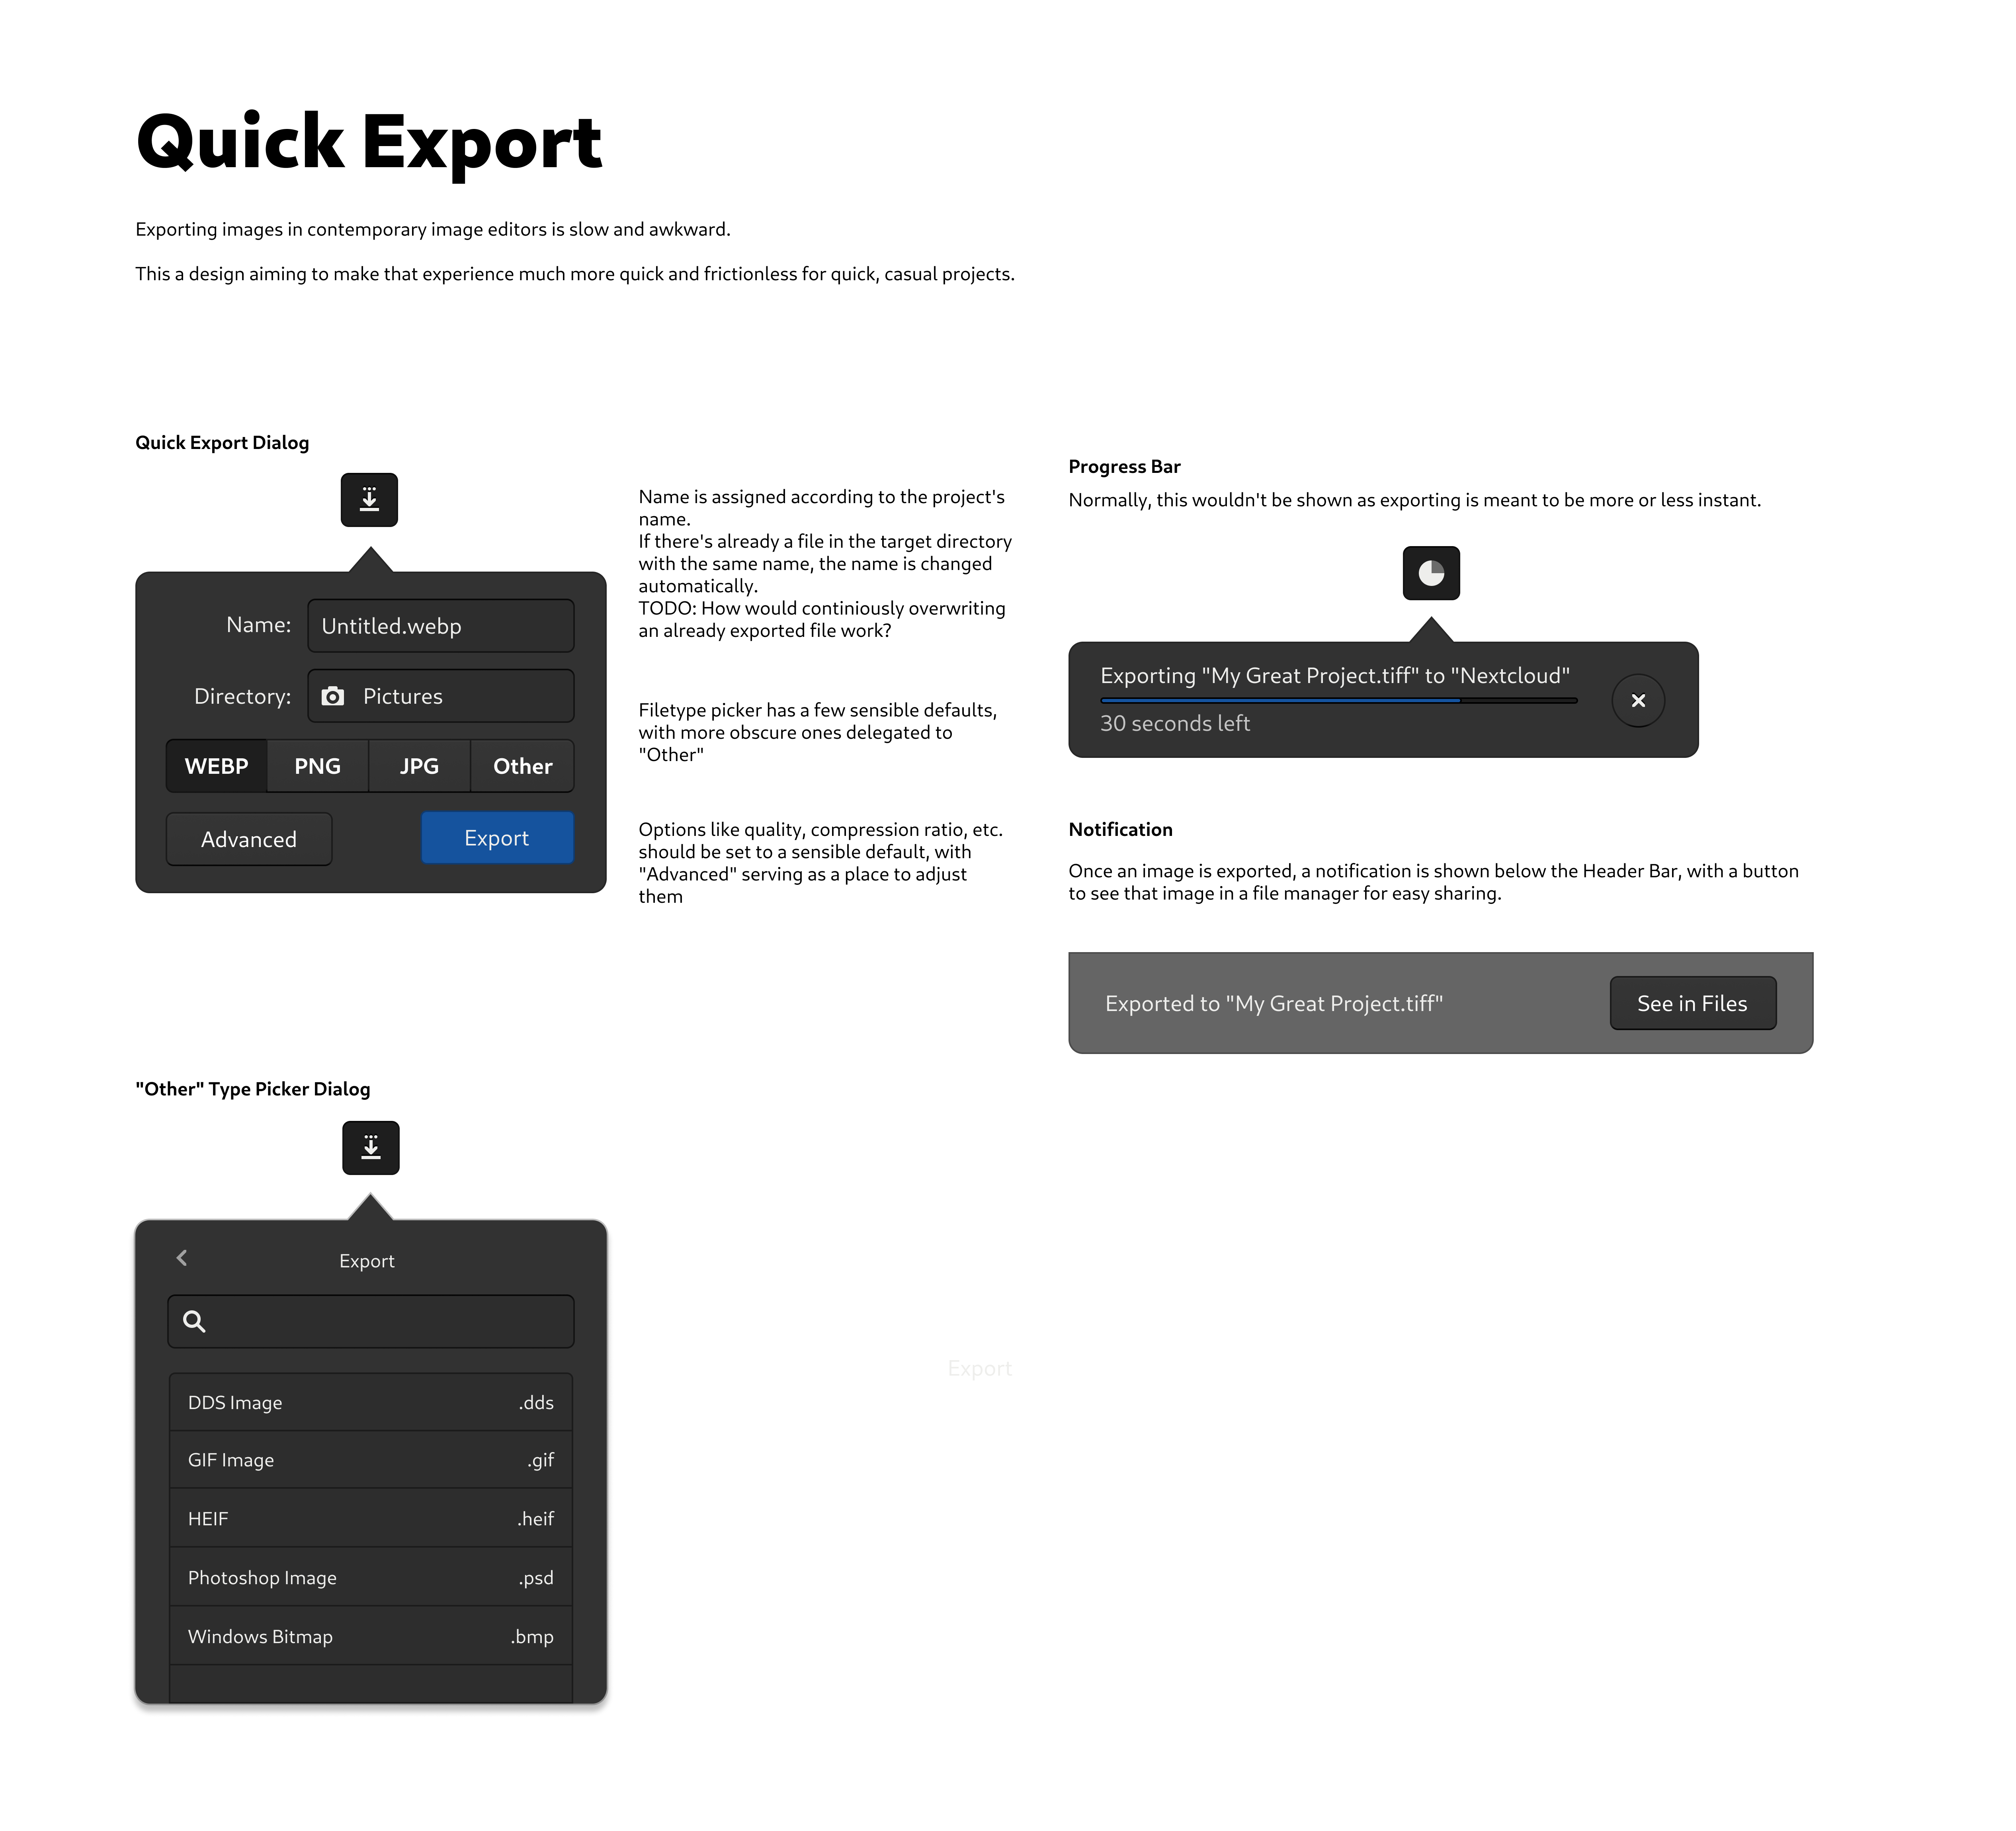 Quick Export
Exporting images in contemporary image editors is slow and awkward.
This a design aiming to make that experience much more quick and frictionless for quick, casual projects.
Quick Export Dialog
Name:
Untitled.webp
Directory:
Pictures
WEBP
PNG
JPG
Other
Advanced
Export
Name is assigned according to the project's
name.
If there's already a file in the target directory
with the same name, the name is changed
automatically.
TODO: How would continiously overwriting
an already exported file work?
Filetype picker has a few sensible defaults,
with more obscure ones delegated to
"Other"
Options like quality, compression ratio, etc.
should be set to a sensible default, with
"Advanced" serving as a place to adjust
them
Progress Bar
Normally, this wouldn't be shown as exporting is meant to be more or less instant.
Exporting "My Great Project.tiff" to "Nextcloud"
30 seconds left
Notification
Once an image is exported, a notification is shown below the Header Bar, with a button
to see that image in a file manager for easy sharing.
Exported to "My Great Project.tiff"
See in Files
"Other" Type Picker Dialog
Export
DDS Image .dds
GIF Image .gif
HEIF .heif
Photoshop Image .psd
Windows Bitmap .bmp
Export